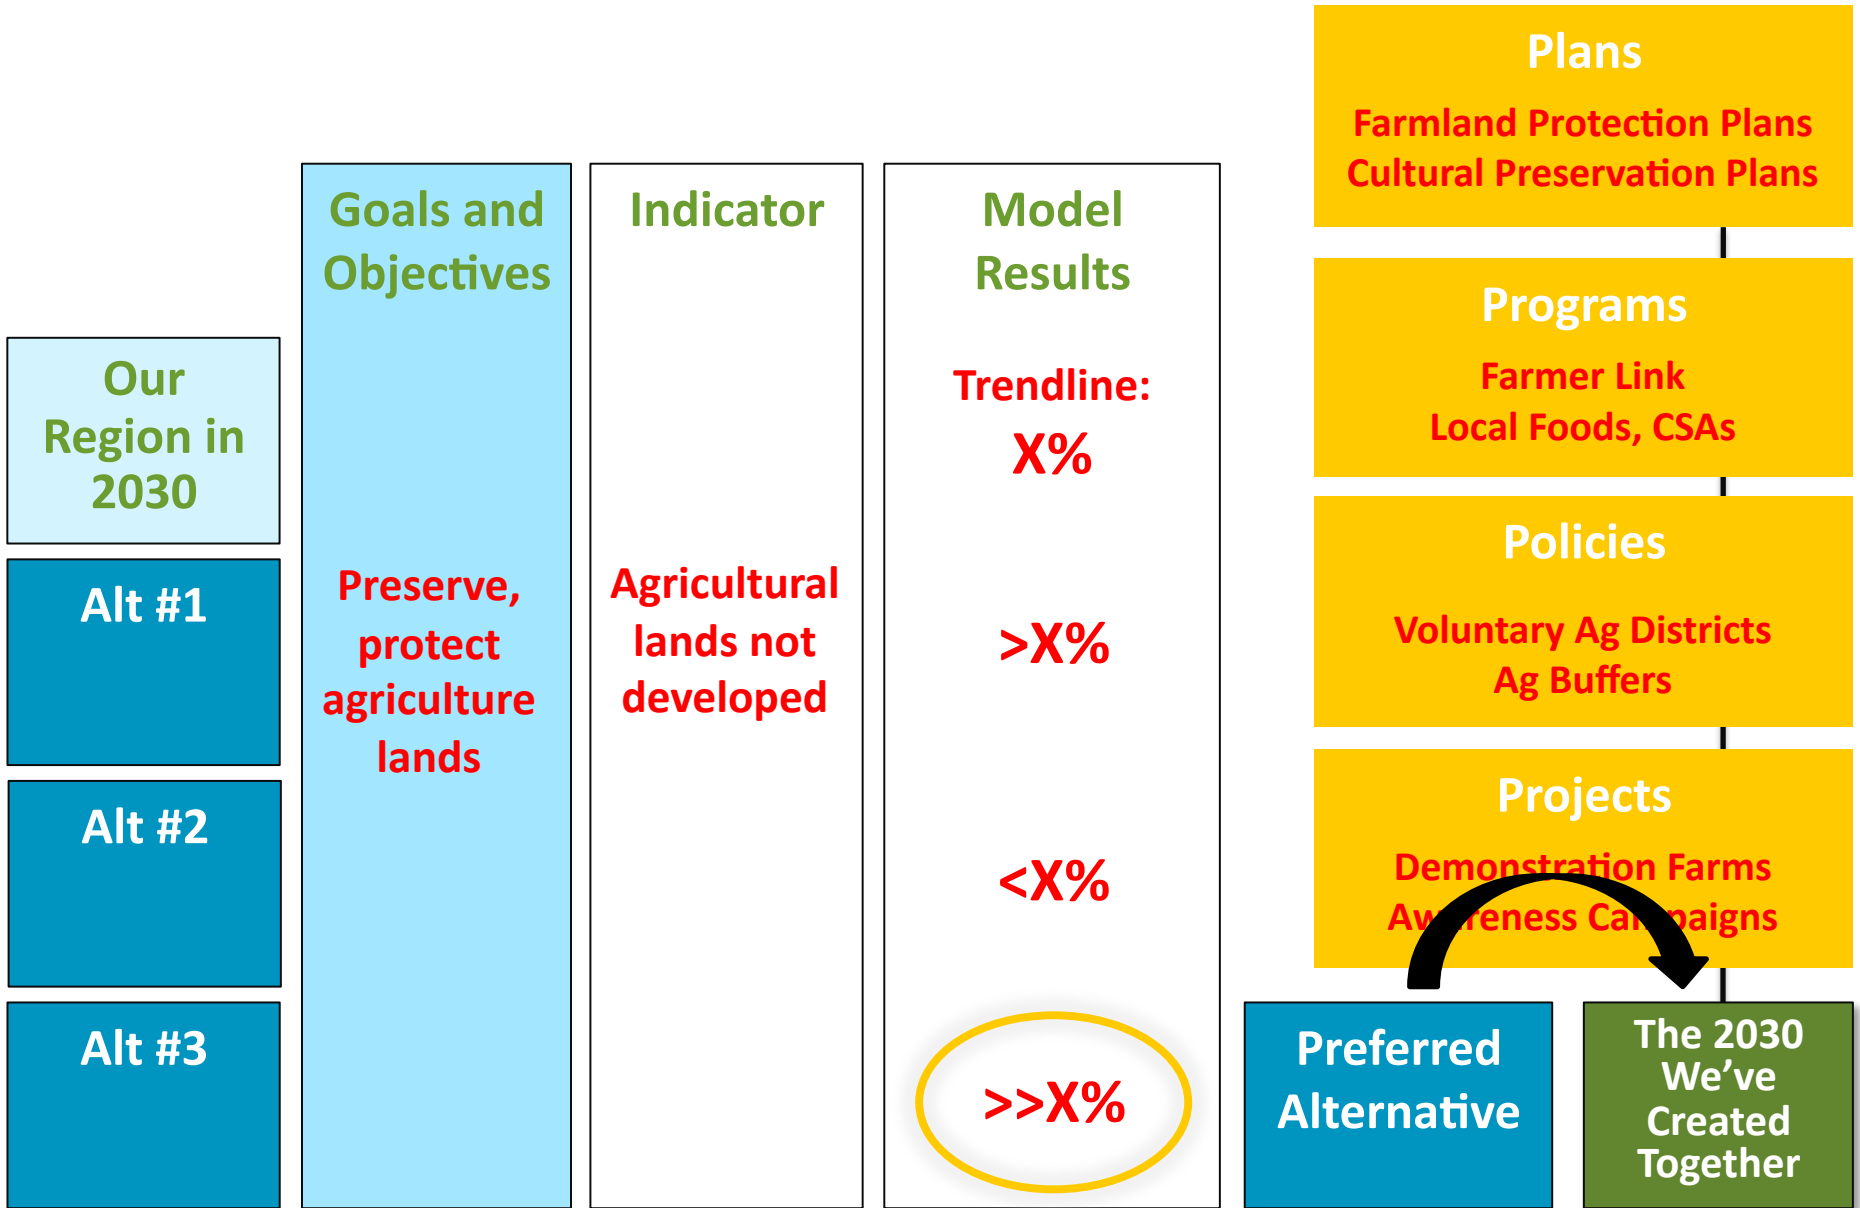 Our
Region in
2030
Alt #1
Alt #2
Alt #3
Goals and
Objectives
Preserve,
protect
agriculture
lands
Indicator
Agricultural
lands not
developed
Model
Results
Trendline:
X%
>X%
<X%
>>X%
Plans
Farmland Protection Plans
Cultural Preservation Plans
Programs
Farmer Link
Local Foods, CSAs
Policies
Voluntary Ag Districts
Ag Buffers
Projects
Demonstration Farms
Awareness Campaigns
Preferred
Alternative
The 2030
We’ve
Created
Together